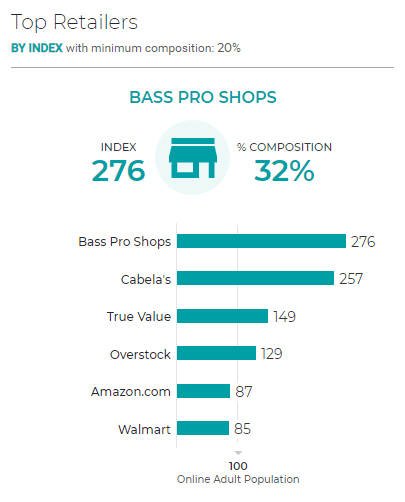 Top Retailers
BY INDEX with minimum composition: 20%
BASS PRO SHOPS
INDEX
276
% COMPOSITION
32%
Bass Pro Shops 276
Cabela's 257
True Value 149
Overstock 129
Amazon.com 87
Walmart 85
100
Online Adult Population